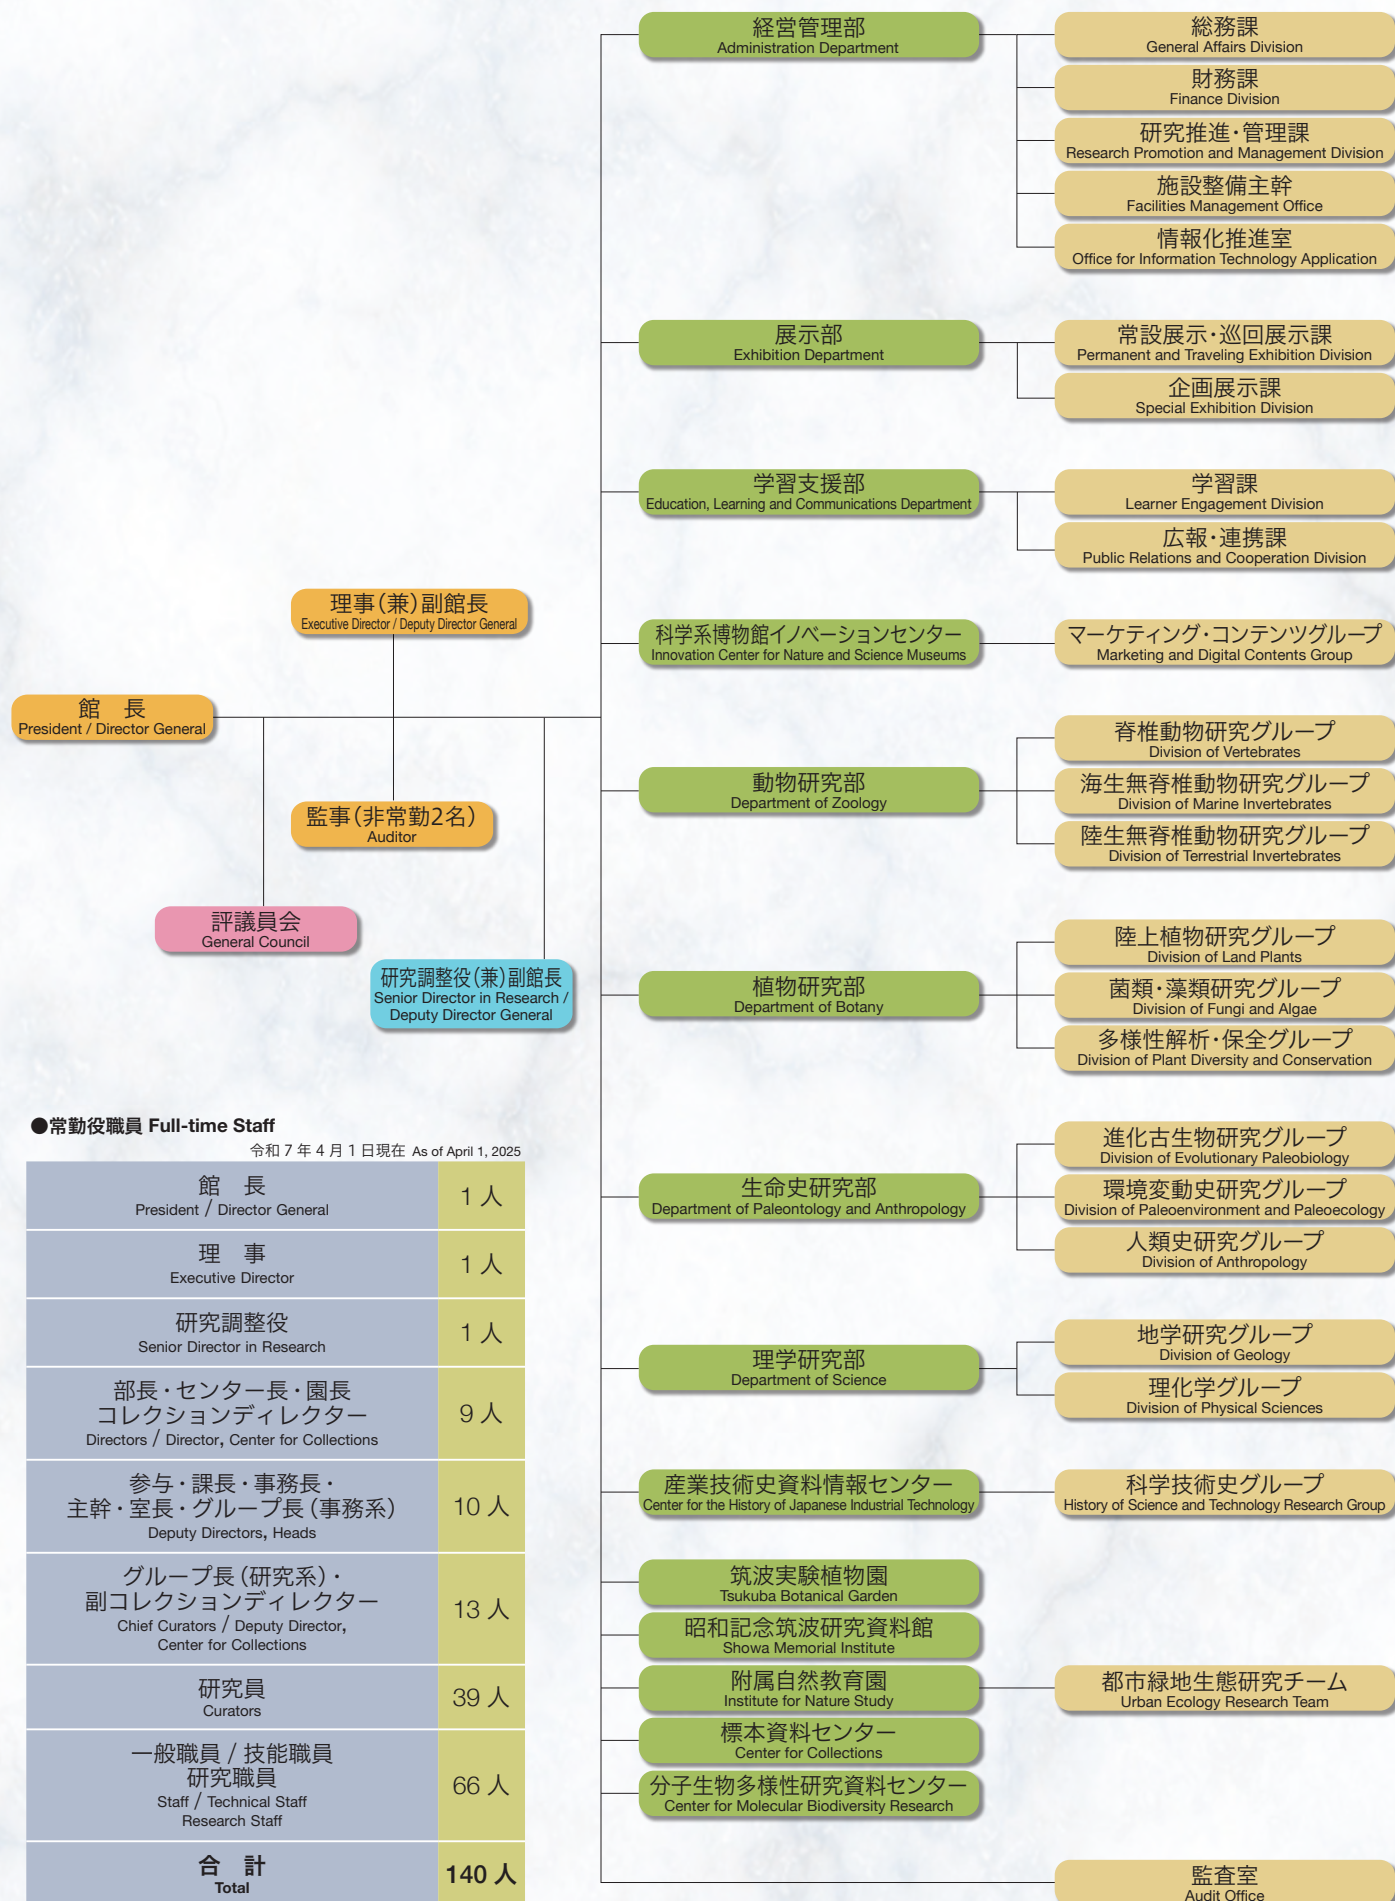 経営管理部
Administration Department
総務課
General Affairs Division
財務課
Finance Division
研究推進・管理課
Research Promotion and Management Division
施設整備主幹
Facilities Management Office
情報化推進室
Office for Information Technology Application
展示部
Exhibition Department
常設展示・巡回展示課
Permanent and Traveling Exhibition Division
企画展示課
Special Exhibition Division
学習支援部
Education, Learning and Communications Department
学習課
Learner Engagement Division
広報・連携課
Public Relations and Cooperation Division
理事（兼）副館長
Executive Director / Deputy Director General
科学系博物館イノベーションセンター
Innovation Center for Nature and Science Museums
マーケティング・コンテンツグループ
Marketing and Digital Contents Group
館　長
President / Director General
監事（非常勤2名）
Auditor
動物研究部
Department of Zoology
脊椎動物研究グループ
Division of Vertebrates
海生無脊椎動物研究グループ
Division of Marine Invertebrates
陸生無脊椎動物研究グループ
Division of Terrestrial Invertebrates
評議員会
General Council
研究調整役（兼）副館長
Senior Director in Research /
Deputy Director General
植物研究部
Department of Botany
陸上植物研究グループ
Division of Land Plants
菌類・藻類研究グループ
Division of Fungi and Algae
多様性解析・保全グループ
Division of Plant Diversity and Conservation
生命史研究部
Department of Paleontology and Anthropology
進化古生物研究グループ
Division of Evolutionary Paleobiology
環境変動史研究グループ
Division of Paleoenvironment and Paleoecology
人類史研究グループ
Division of Anthropology
理学研究部
Department of Science
地学研究グループ
Division of Geology
理化学グループ
Division of Physical Sciences
産業技術史資料情報センター
Center for the History of Japanese Industrial Technology
科学技術史グループ
History of Science and Technology Research Group
筑波実験植物園
Tsukuba Botanical Garden
昭和記念筑波研究資料館
Showa Memorial Institute
附属自然教育園
Institute for Nature Study
都市緑地生態研究チーム
Urban Ecology Research Team
標本資料センター
Center for Collections
分子生物多様性研究資料センター
Center for Molecular Biodiversity Research
監査室
Audit Office
●常勤役職員 Full-time Staff
令和 7 年 4 月 1 日現在 As of April 1, 2025
館　長
President / Director General
1 人
理　事
Executive Director
1 人
研究調整役
Senior Director in Research
1 人
部長・センター長・園長
コレクションディレクター
Directors / Director, Center for Collections
9 人
参与・課長・事務長・
主幹・室長・グループ長（事務系）
Deputy Directors, Heads
10 人
グループ長（研究系）・
副コレクションディレクター
Chief Curators / Deputy Director,
Center for Collections
13 人
研究員
Curators
39 人
一般職員 / 技能職員
研究職員
Staff / Technical Staff
Research Staff
66 人
合　計
Total
140 人